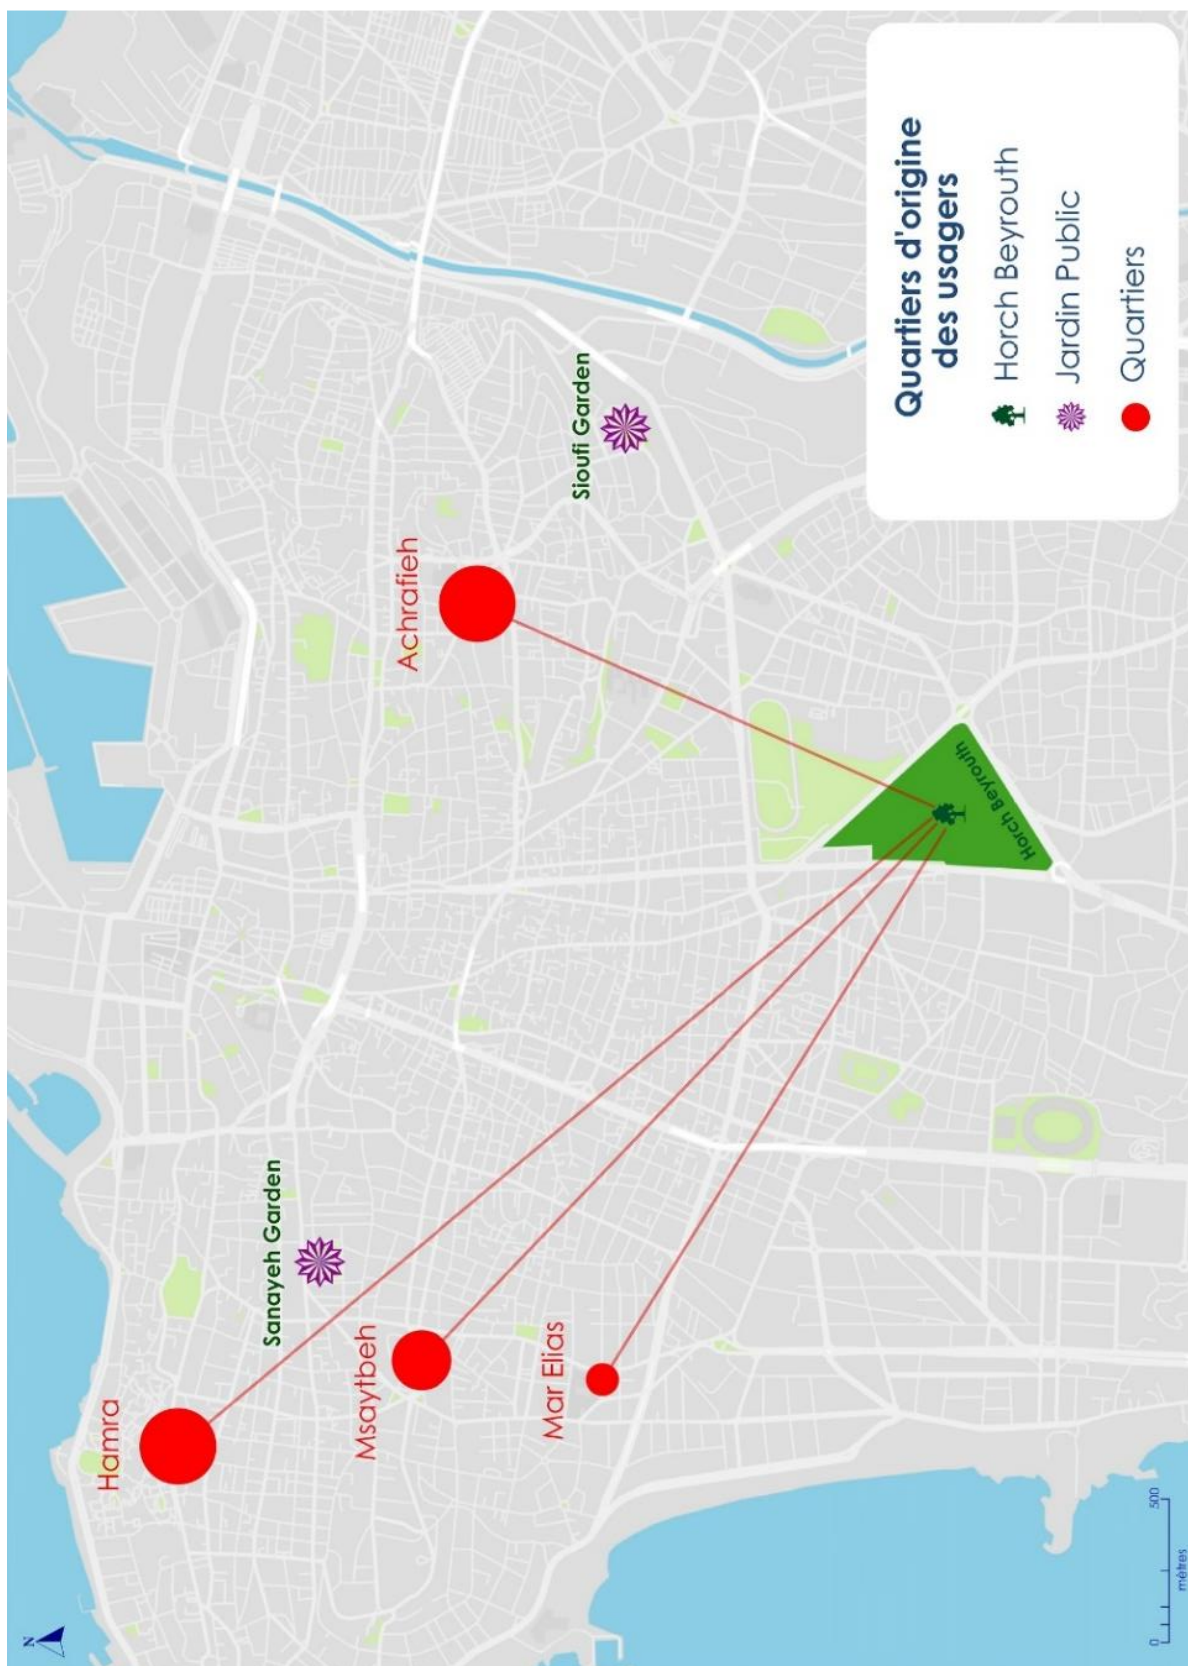 Quartiers d'origine
des usagers
Horch Beyrouth
Jardin Public
Quartiers
Hamra
Sanayeh Garden
Msaytbeh
Mar Elias
Achrafieh
Sioufi Garden
Horch Beyrouth
N
0 500
mètres